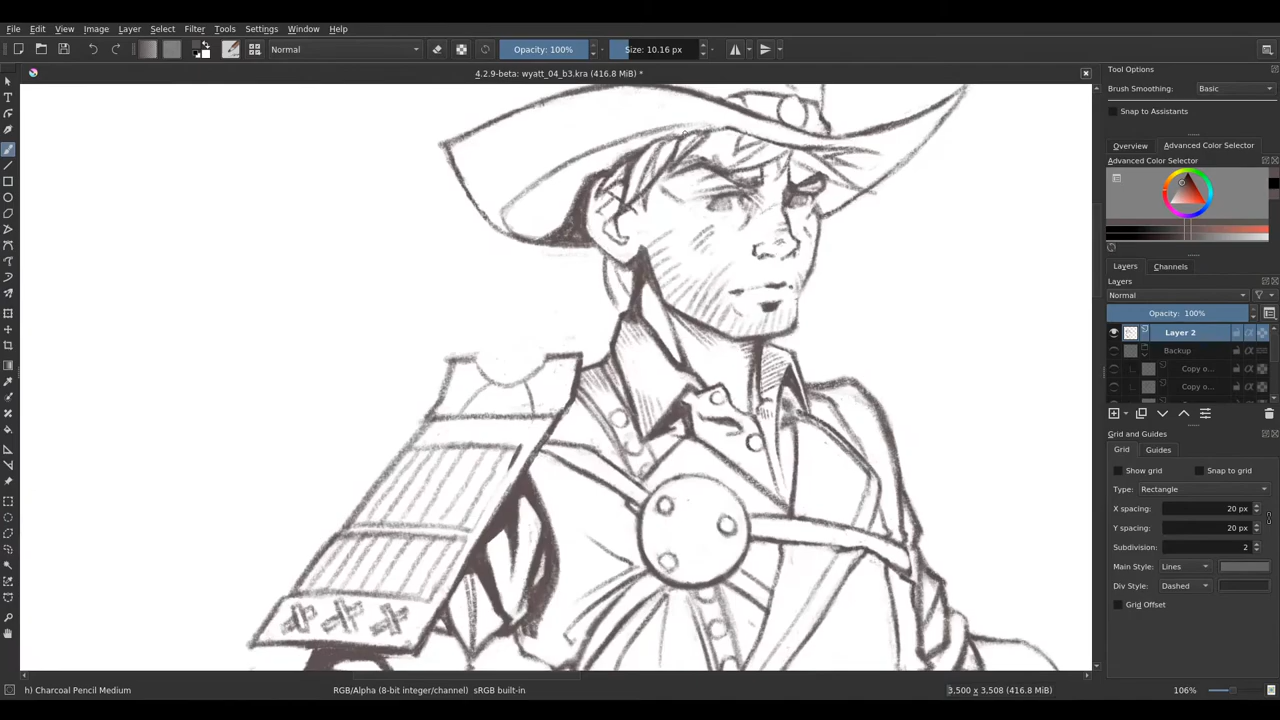 File Edit View Image Layer Select Filter Tools Settings Window Help
Normal Opacity: 100% Size: 10.16 px
4.2.9-beta: wyatt_04_b3.kra (416.8 MiB) *
Tool Options
Brush Smoothing: Basic
Snap to Assistants
Overview Advanced Color Selector
Advanced Color Selector
Layers Channels
Layers
Normal
Opacity: 100%
Layer 2
Backup
Copy o...
Copy o...
Grid and Guides
Grid Guides
Show grid Snap to grid
Type: Rectangle
X spacing: 20 px
Y spacing: 20 px
Subdivision: 2
Main Style: Lines
Div Style: Dashed
Grid Offset
h) Charcoal Pencil Medium RGB/Alpha (8-bit integer/channel) sRGB built-in 3,500 x 3,508 (416.8 MiB) 106%